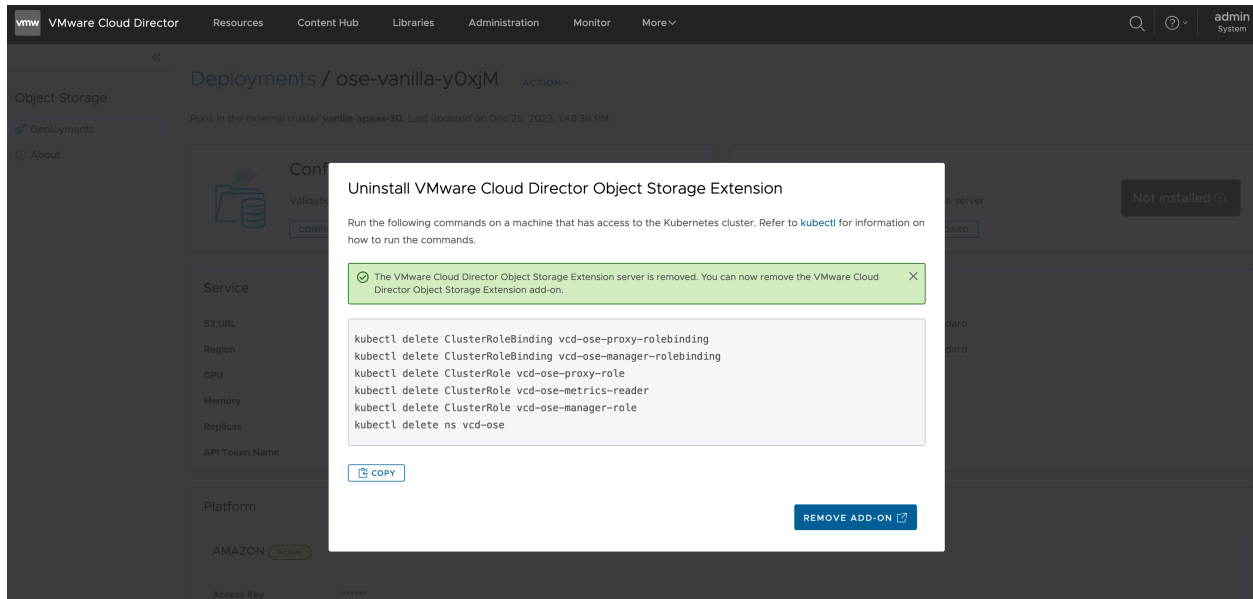 vmw VMware Cloud Director Resources Content Hub Libraries Administration Monitor More admin
System
Object Storage
Deployments
About
Deployments / ose-vanilla-y0xjM ACTION
Runs in the external cluster vanilla-apaas-30. Last updated on Dec 25, 2023, 1:48:38 PM
Conf
Validatio
CONFI
o server
OARD
Not installed
Uninstall VMware Cloud Director Object Storage Extension
Run the following commands on a machine that has access to the Kubernetes cluster. Refer to kubectl for information on
how to run the commands.
The VMware Cloud Director Object Storage Extension server is removed. You can now remove the VMware Cloud
Director Object Storage Extension add-on.
kubectl delete ClusterRoleBinding vcd-ose-proxy-rolebinding
kubectl delete ClusterRoleBinding vcd-ose-manager-rolebinding
kubectl delete ClusterRole vcd-ose-proxy-role
kubectl delete ClusterRole vcd-ose-metrics-reader
kubectl delete ClusterRole vcd-ose-manager-role
kubectl delete ns vcd-ose
COPY
REMOVE ADD-ON
Service
S3 URL
dard
Region
dard
CPU
Memory
Replicas
API Token Name
Platform
AMAZON Active
Access Key ******